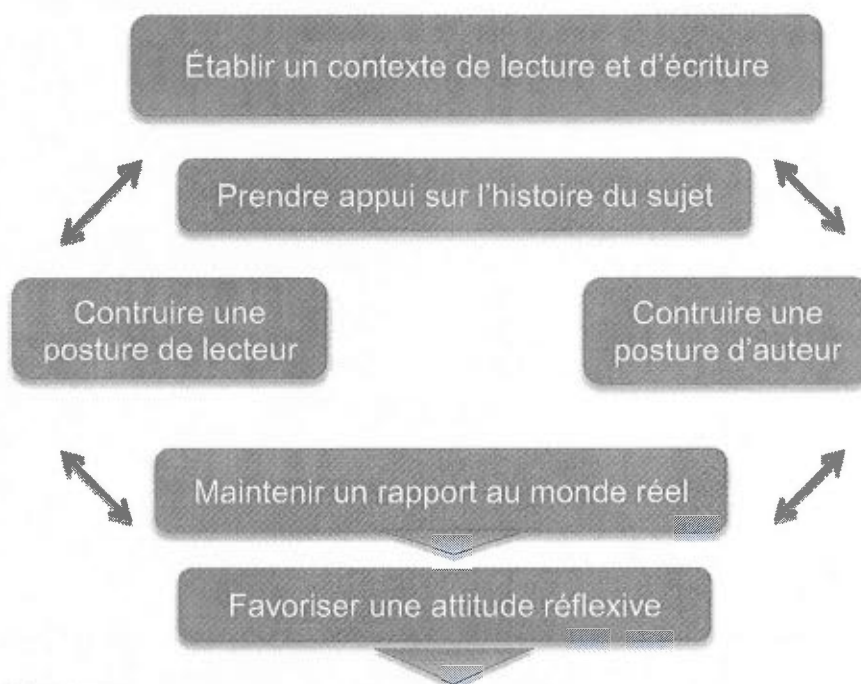 Établir un contexte de lecture et d'écriture
Prendre appui sur l'histoire du sujet
Contruire une
posture de lecteur
Contruire une
posture d'auteur
Maintenir un rapport au monde réel
Favoriser une attitude réflexive